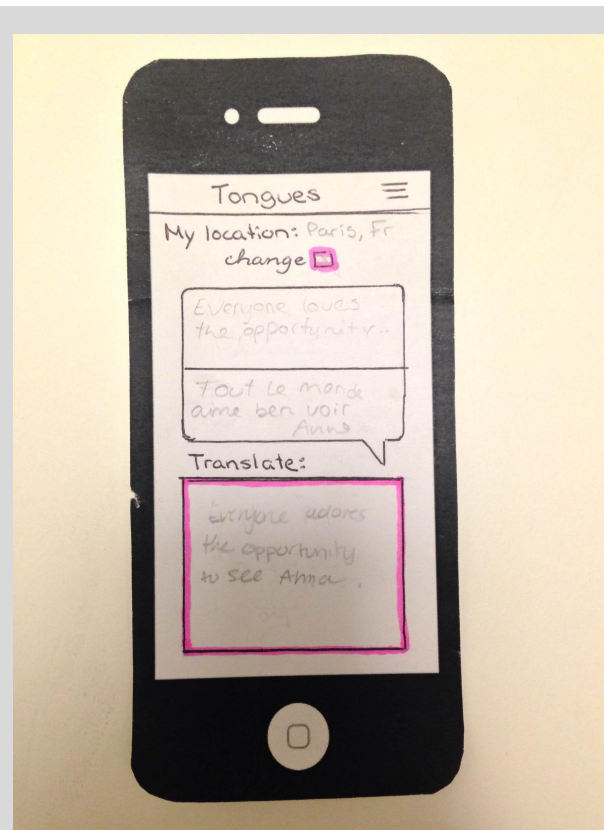 Tongues
My location: Paris, Fr
change
Everyone loves
the opportunity..
Tout Le monde
aime ben voir
Anna
Translate:
Everyone adores
the opportunity
to see Anna.